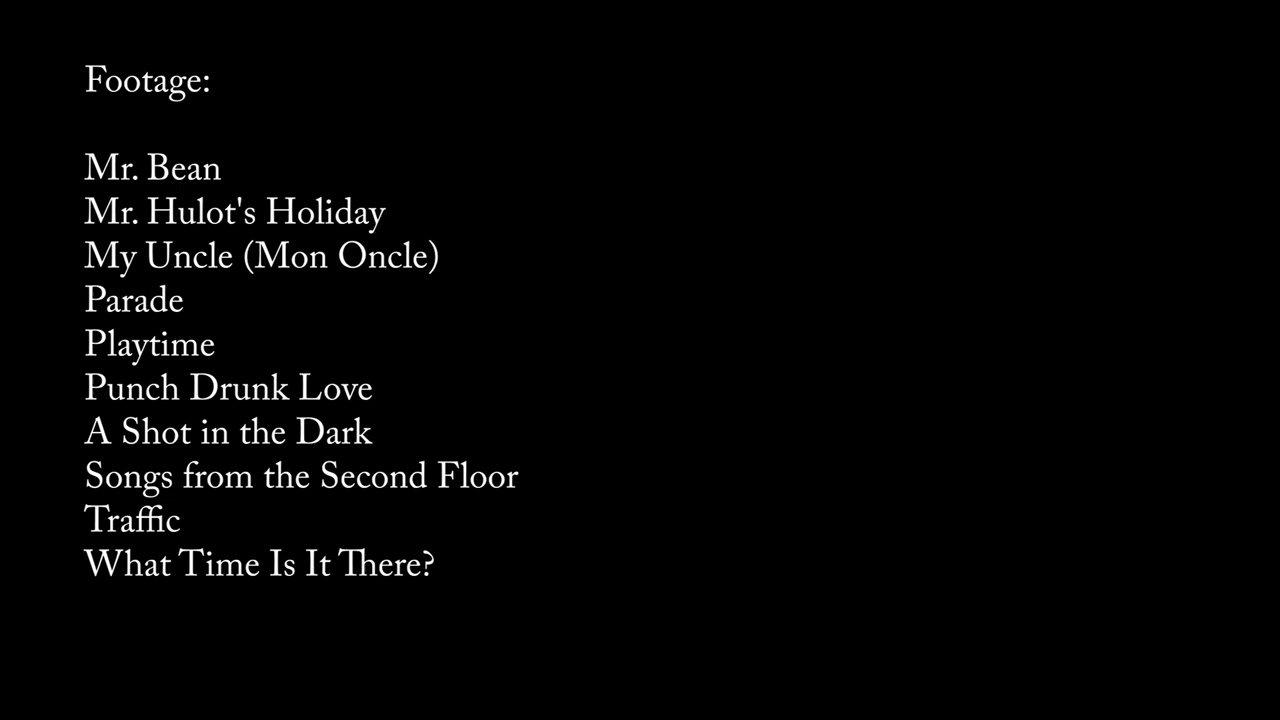 Footage:
Mr. Bean
Mr. Hulot's Holiday
My Uncle (Mon Oncle)
Parade
Playtime
Punch Drunk Love
A Shot in the Dark
Songs from the Second Floor
Traffic
What Time Is It There?